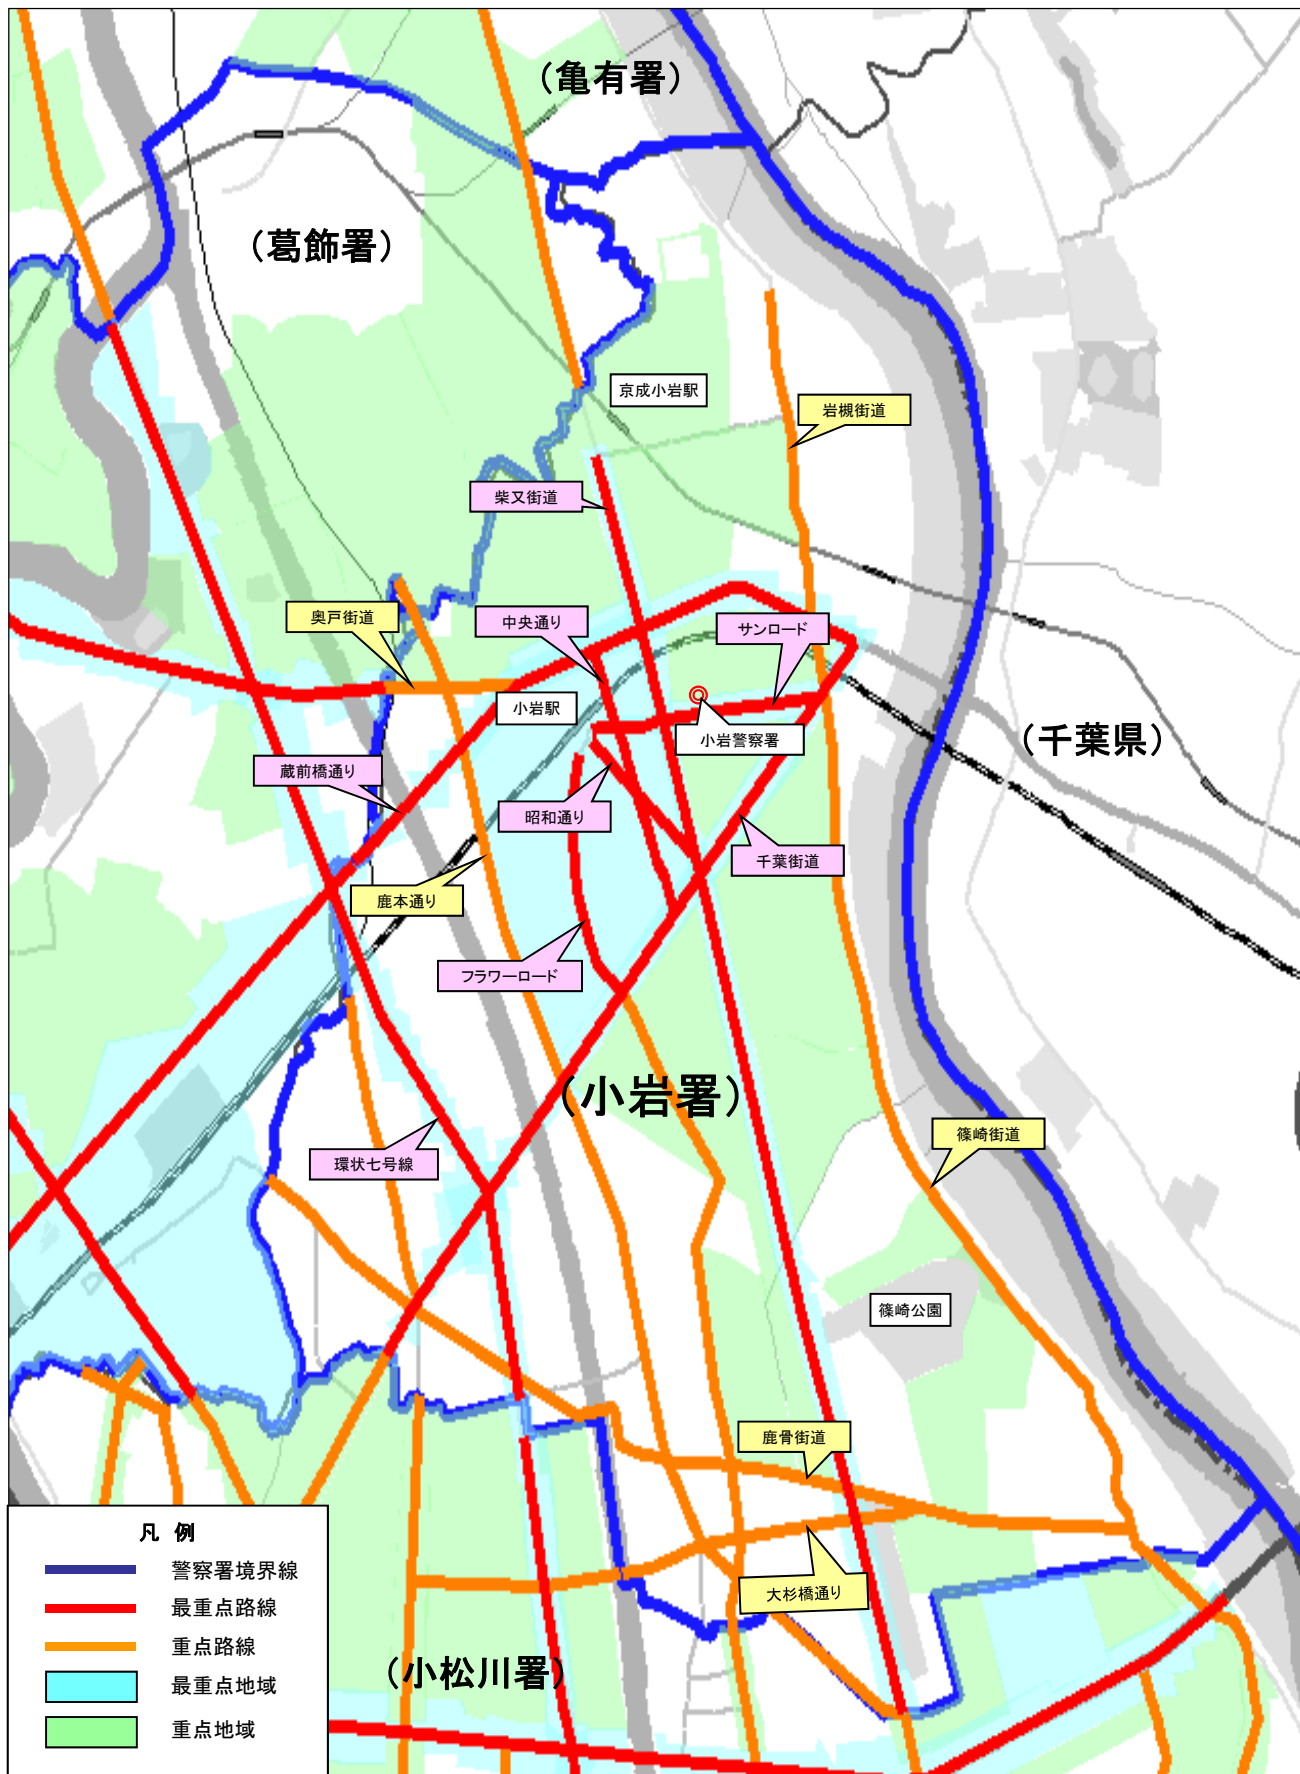 (亀有署)
(葛飾署)
京成小岩駅
岩槻街道
柴又街道
奥戸街道
中央通り
サンロード
小岩駅
小岩警察署
(千葉県)
蔵前橋通り
昭和通り
千葉街道
鹿本通り
フラワーロード
(小岩署)
環状七号線
篠崎街道
篠崎公園
鹿骨街道
大杉橋通り
(小松川署)
凡 例
警察署境界線
最重点路線
重点路線
最重点地域
重点地域